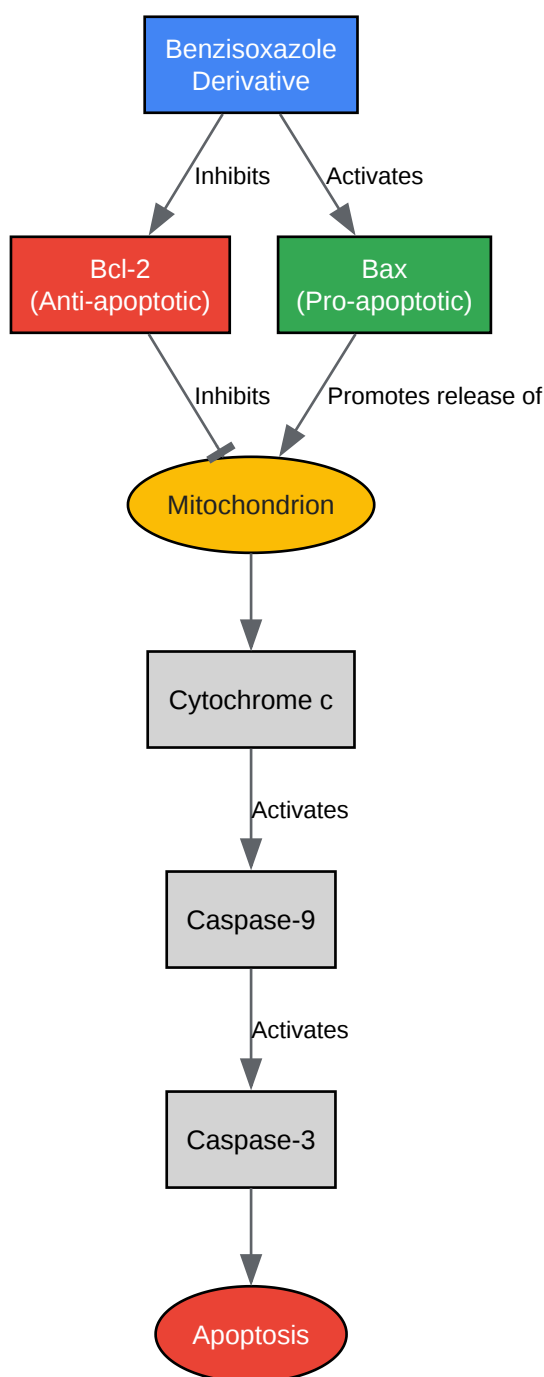 Benzisoxazole
Derivative
Inhibits
Activates
Bcl-2
(Anti-apoptotic)
Bax
(Pro-apoptotic)
Inhibits
Promotes release of
Mitochondrion
Cytochrome c
Activates
Caspase-9
Activates
Caspase-3
Apoptosis